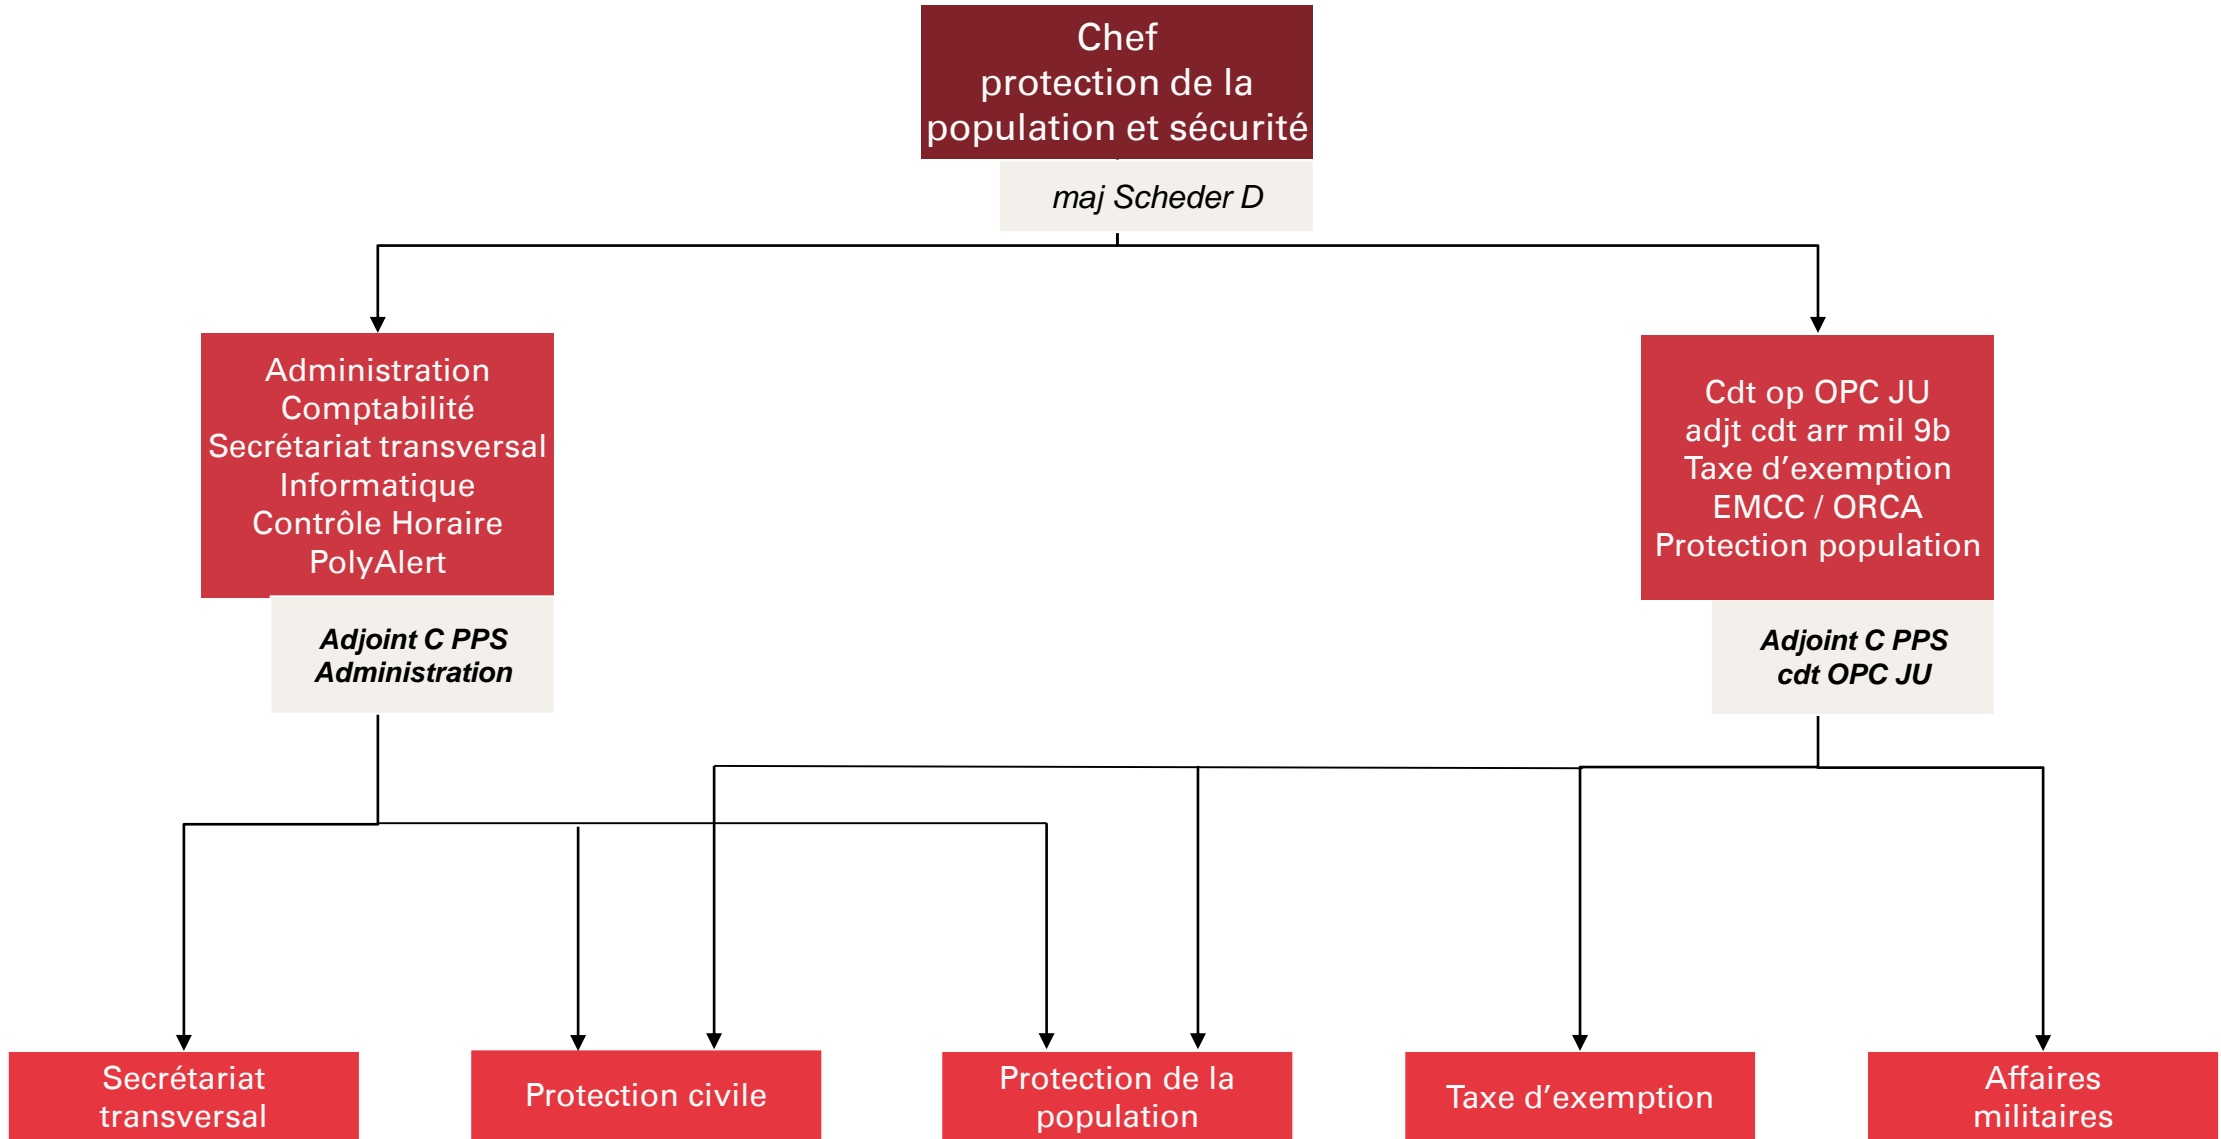 Chef
protection de la
population et sécurité
maj Scheder D
Administration
Comptabilité
Secrétariat transversal
Informatique
Contrôle Horaire
PolyAlert
Adjoint C PPS
Administration
Cdt op OPC JU
adjt cdt arr mil 9b
Taxe d’exemption
EMCC / ORCA
Protection population
Adjoint C PPS
cdt OPC JU
Secrétariat
transversal
Protection civile
Protection de la
population
Taxe d’exemption
Affaires
militaires